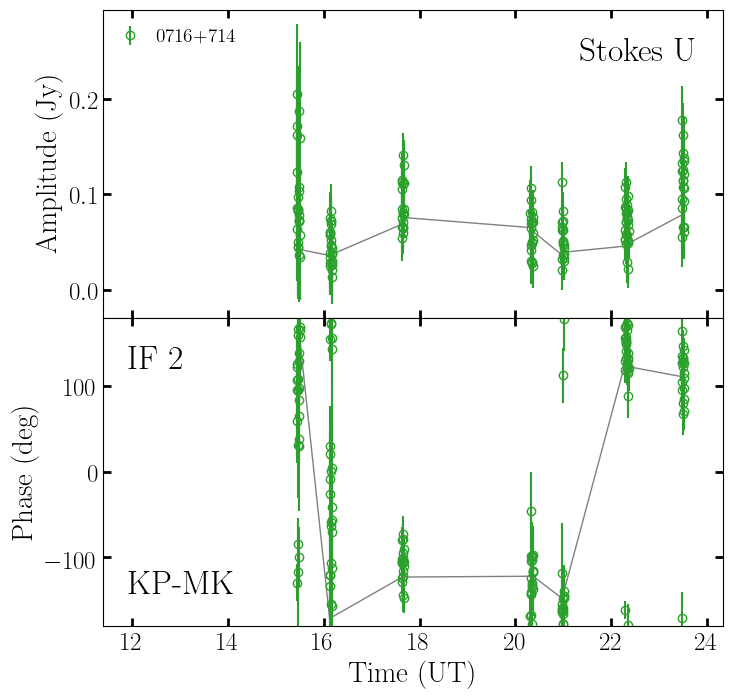 0716+714
Stokes U
0.2
0.1
0.0
Amplitude (Jy)
IF 2
100
0
−100
Phase (deg)
KP-MK
12 14 16 18 20 22 24
Time (UT)